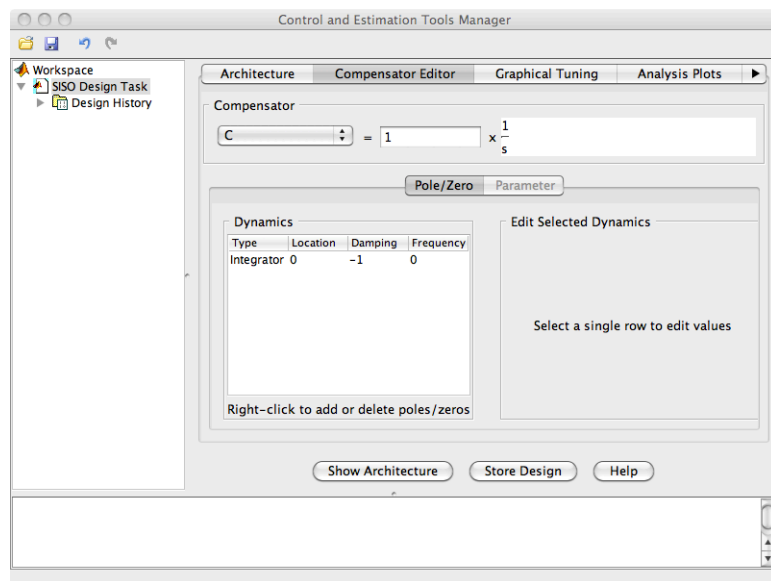 Control and Estimation Tools Manager
Workspace
SISO Design Task
Design History
Architecture Compensator Editor Graphical Tuning Analysis Plots
Compensator
C = 1 x 1
s
Pole/Zero Parameter
Dynamics
Type Location Damping Frequency
Integrator 0 -1 0
Right-click to add or delete poles/zeros
Edit Selected Dynamics
Select a single row to edit values
Show Architecture Store Design Help